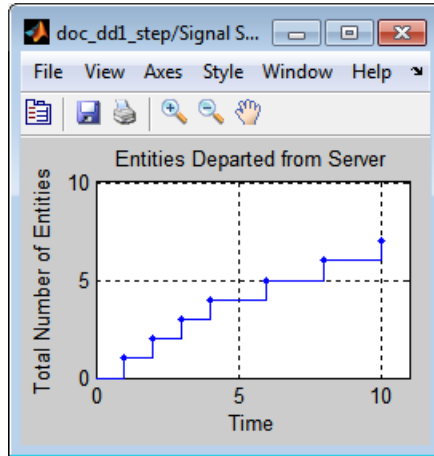 doc_dd1_step/Signal S...
File View Axes Style Window Help
Entities Departed from Server
Total Number of Entities
10
5
0
0 5 10
Time